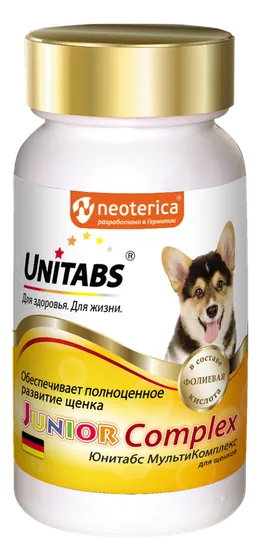 neoterica®
разработано в Германии
UNITABS®
Для здоровья. Для жизни.
в составе
ФОЛИЕВАЯ
кислота
Обеспечивает полноценное
развитие щенка
JUNIOR Complex
Юнитабс МультиКомплекс
для щенков